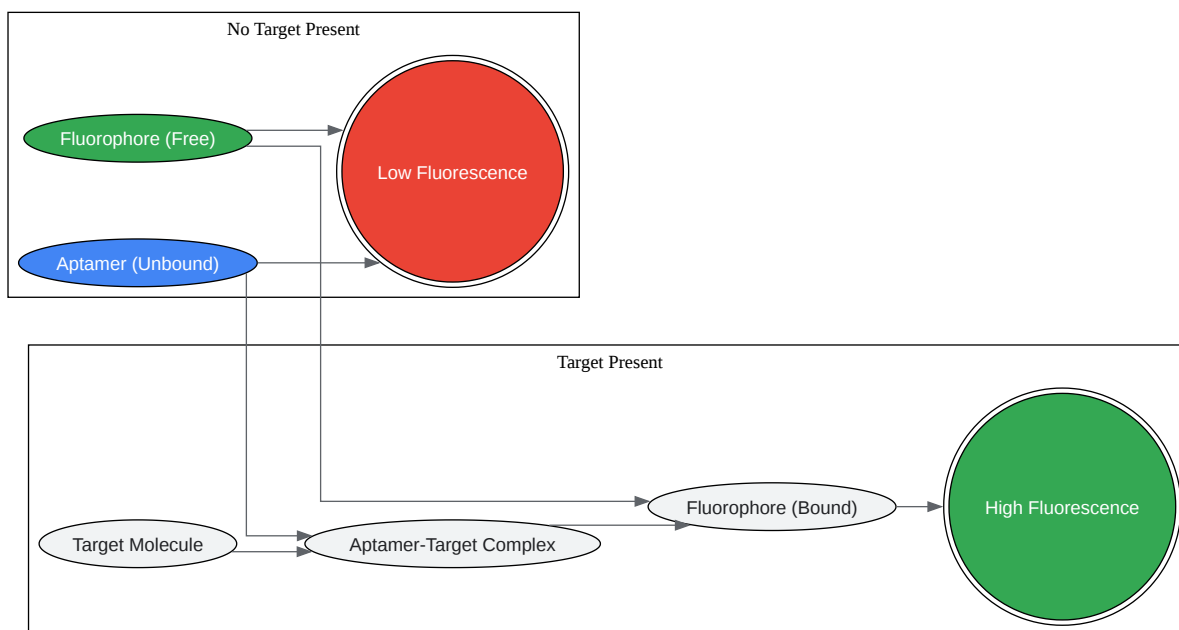 No Target Present
Fluorophore (Free)
Low Fluorescence
Aptamer (Unbound)
Target Present
Fluorophore (Bound)
High Fluorescence
Target Molecule
Aptamer-Target Complex